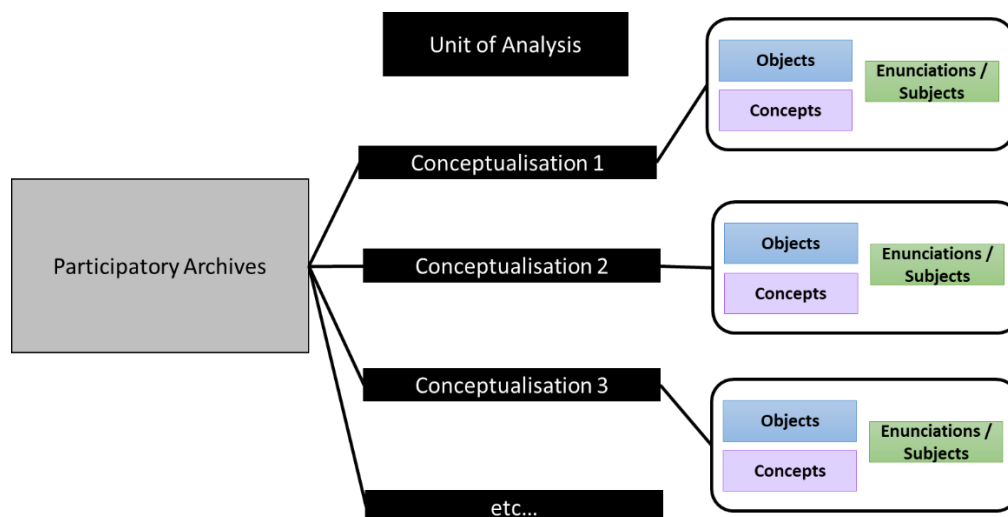 Unit of Analysis
Objects
Enunciations /
Subjects
Concepts
Conceptualisation 1
Participatory Archives
Conceptualisation 2
Objects
Enunciations /
Subjects
Concepts
Conceptualisation 3
Objects
Enunciations /
Subjects
Concepts
etc...